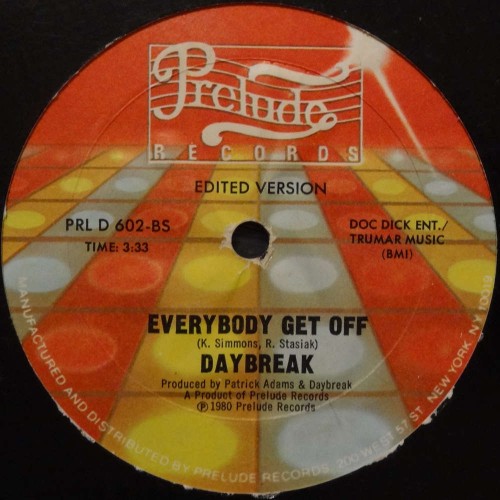 Prelude
RECORDS
EDITED VERSION
PRL D 602-BS
TIME: 3:33
DOC DICK ENT./
TRUMAR MUSIC
(BMI)
EVERYBODY GET OFF
(K. Simmons, R. Stasiak)
DAYBREAK
Produced by Patrick Adams & Daybreak
A Product of Prelude Records
℗ 1980 Prelude Records
MANUFACTURED AND DISTRIBUTED BY PRELUDE RECORDS, 200 WEST 57 ST. NEW YORK, NY 10019